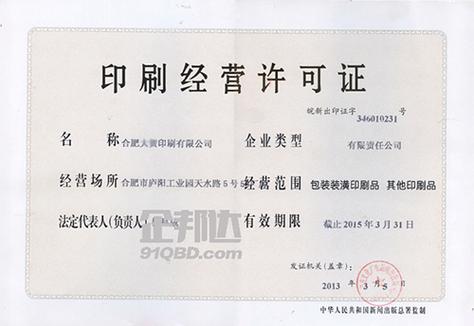 印刷经营许可证
皖新出印证字 346010231 号
名 称 合肥大黄印刷有限公司 企业类型 有限责任公司
经营场所 合肥市庐阳工业园天水路5号 经营范围 包装装潢印刷品 其他印刷品
法定代表人(负责人) 有效期限 截止2015年3月31日
企邦达
91QBD.com
发证机关(盖章):
2013 年 3 月 5 日
中华人民共和国新闻出版总署监制